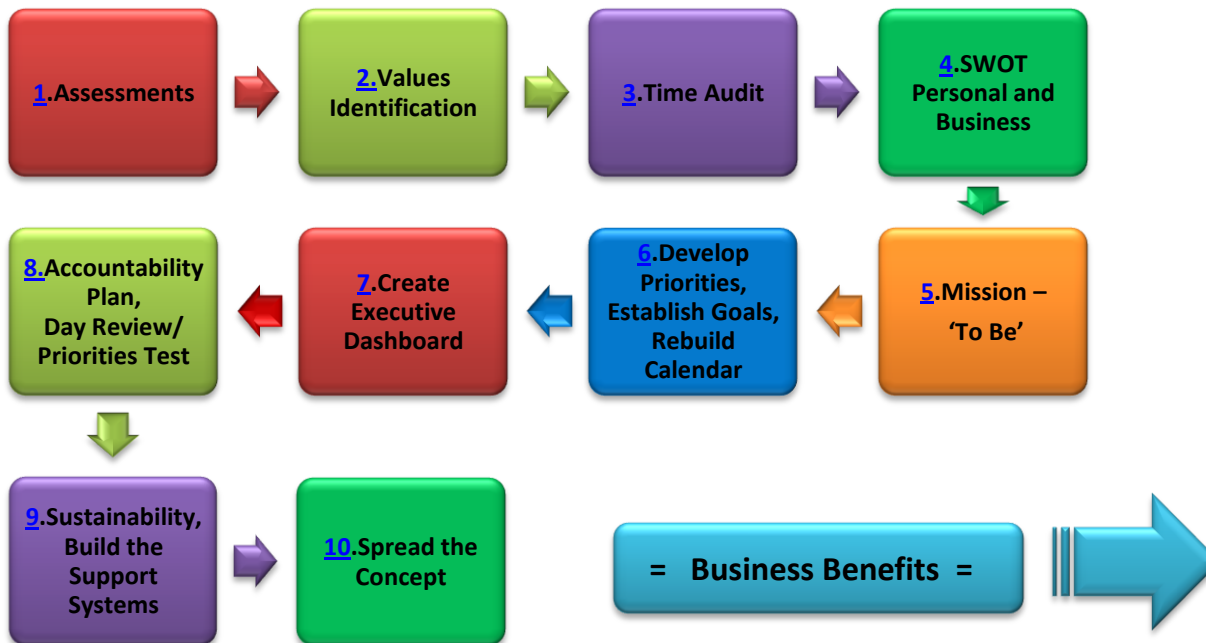 1.Assessments
2.Values
Identification
3.Time Audit
4.SWOT
Personal and
Business
5.Mission –
‘To Be’
6.Develop
Priorities,
Establish Goals,
Rebuild
Calendar
7.Create
Executive
Dashboard
8.Accountability
Plan,
Day Review/
Priorities Test
9.Sustainability,
Build the
Support
Systems
10.Spread the
Concept
= Business Benefits =